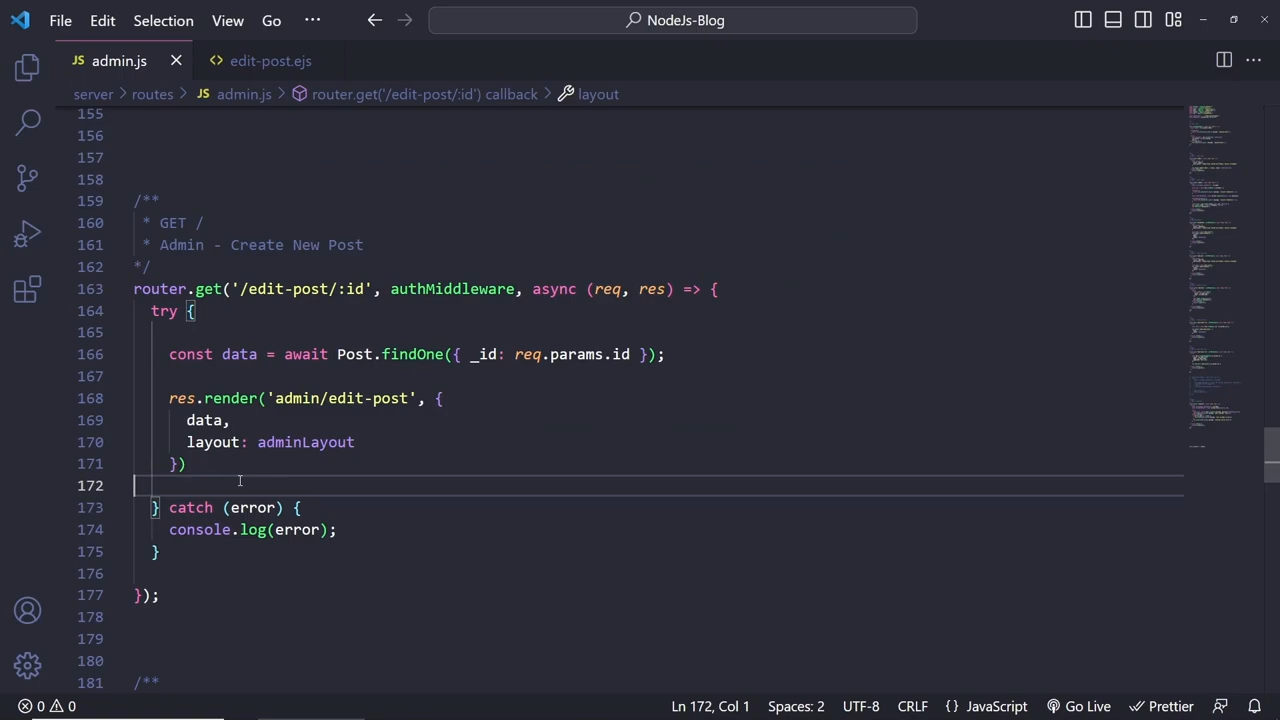 File Edit Selection View Go ··· NodeJs-Blog
JS admin.js edit-post.ejs ···
server > routes > JS admin.js > router.get('/edit-post/:id') callback > layout
155
156
157
158
159 /**
160 * GET /
161 * Admin - Create New Post
162 */
163 router.get('/edit-post/:id', authMiddleware, async (req, res) => {
164 try {
165
166 const data = await Post.findOne({ _id: req.params.id });
167
168 res.render('admin/edit-post', {
169 data,
170 layout: adminLayout
171 })
172
173 } catch (error) {
174 console.log(error);
175 }
176
177 });
178
179
180
181 /**
0 0 Ln 172, Col 1 Spaces: 2 UTF-8 CRLF {} JavaScript Go Live Prettier